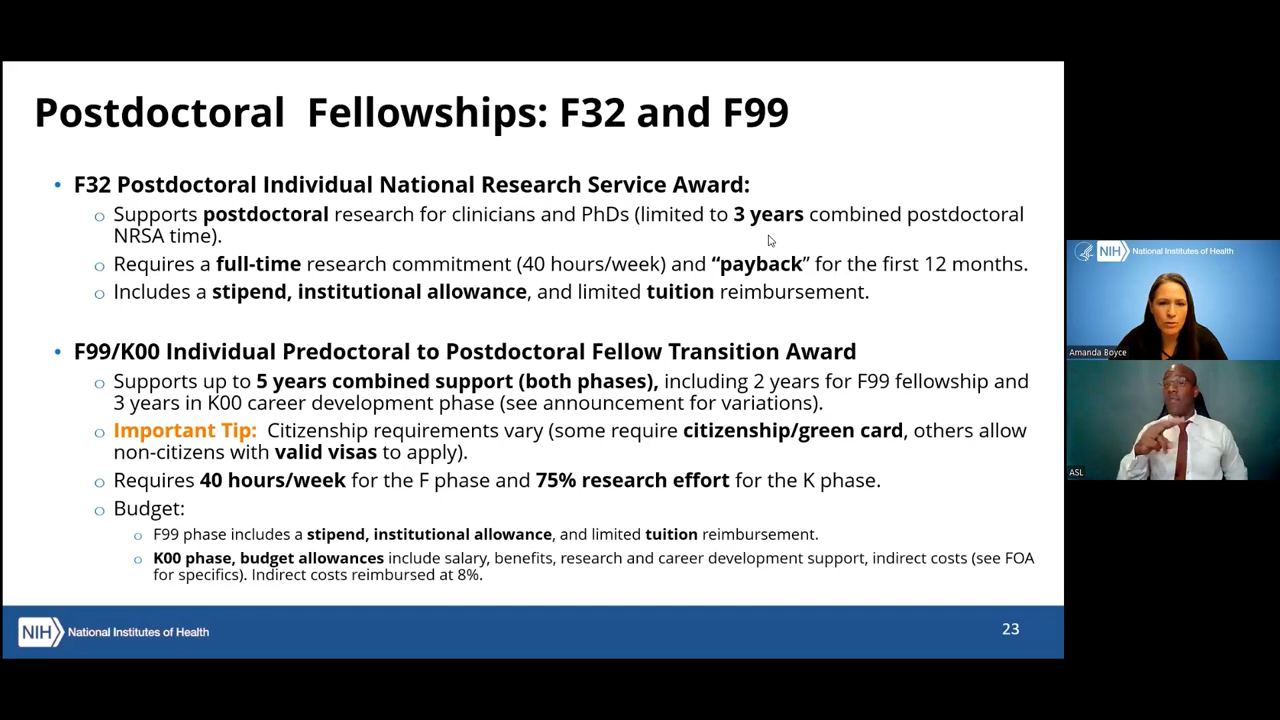 Postdoctoral  Fellowships: F32 and F99
• F32 Postdoctoral Individual National Research Service Award:
o Supports postdoctoral research for clinicians and PhDs (limited to 3 years combined postdoctoral
NRSA time).
o Requires a full-time research commitment (40 hours/week) and “payback” for the first 12 months.
o Includes a stipend, institutional allowance, and limited tuition reimbursement.
• F99/K00 Individual Predoctoral to Postdoctoral Fellow Transition Award
o Supports up to 5 years combined support (both phases), including 2 years for F99 fellowship and
3 years in K00 career development phase (see announcement for variations).
o Important Tip:  Citizenship requirements vary (some require citizenship/green card, others allow
non-citizens with valid visas to apply).
o Requires 40 hours/week for the F phase and 75% research effort for the K phase.
o Budget:
o F99 phase includes a stipend, institutional allowance, and limited tuition reimbursement.
o K00 phase, budget allowances include salary, benefits, research and career development support, indirect costs (see FOA
for specifics). Indirect costs reimbursed at 8%.
NIH National Institutes of Health
23
NIH National Institutes of Health
Amanda Boyce
ASL